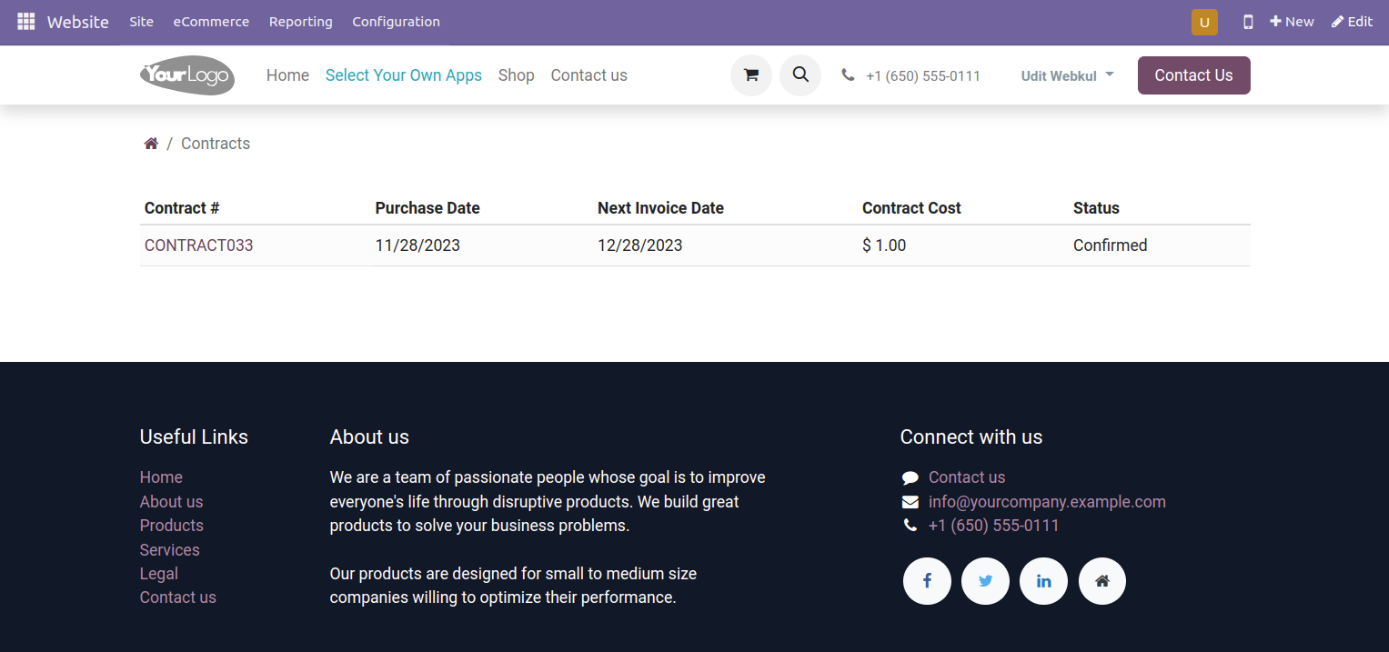 Website Site eCommerce Reporting Configuration U New Edit
YourLogo Home Select Your Own Apps Shop Contact us +1 (650) 555-0111 Udit Webkul Contact Us
/ Contracts
Contract # Purchase Date Next Invoice Date Contract Cost Status
CONTRACT033 11/28/2023 12/28/2023 $ 1.00 Confirmed
Useful Links
Home
About us
Products
Services
Legal
Contact us
About us
We are a team of passionate people whose goal is to improve
everyone's life through disruptive products. We build great
products to solve your business problems.
Our products are designed for small to medium size
companies willing to optimize their performance.
Connect with us
Contact us
info@yourcompany.example.com
+1 (650) 555-0111